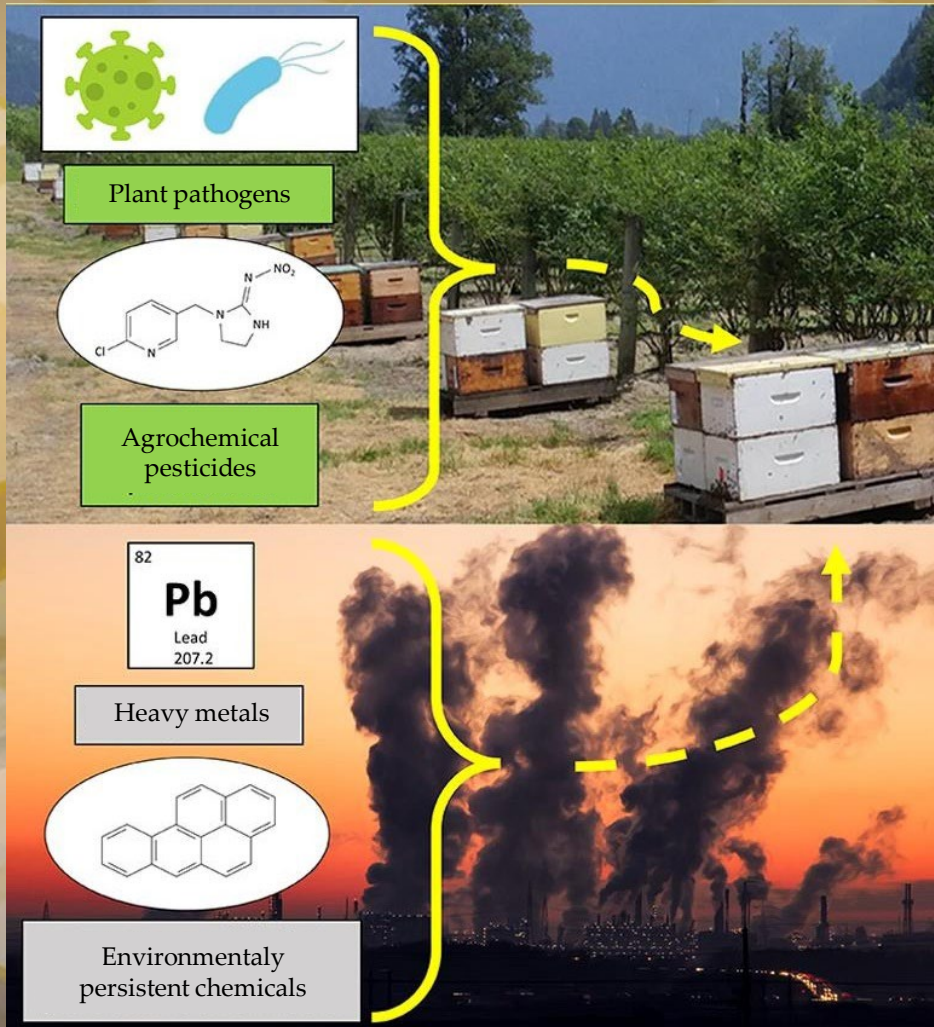 Plant pathogens
N
NO₂
N
N
NH
Cl
N
Agrochemical
pesticides
.
82
Pb
Lead
207.2
Heavy metals
Environmentaly
persistent chemicals